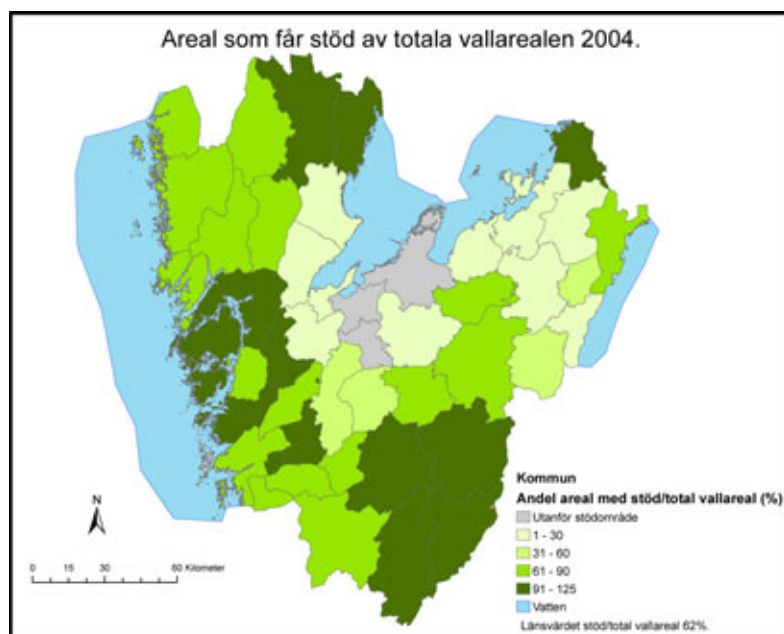 Areal som får stöd av totala vallarealen 2004.
N
0 15 30 60 Kilometer
Kommun
Andel areal med stöd/total vallareal (%)
Utanför stödområde
1 - 30
31 - 60
61 - 90
91 - 125
Vatten
Länsvärdet stöd/total vallareal 62%.